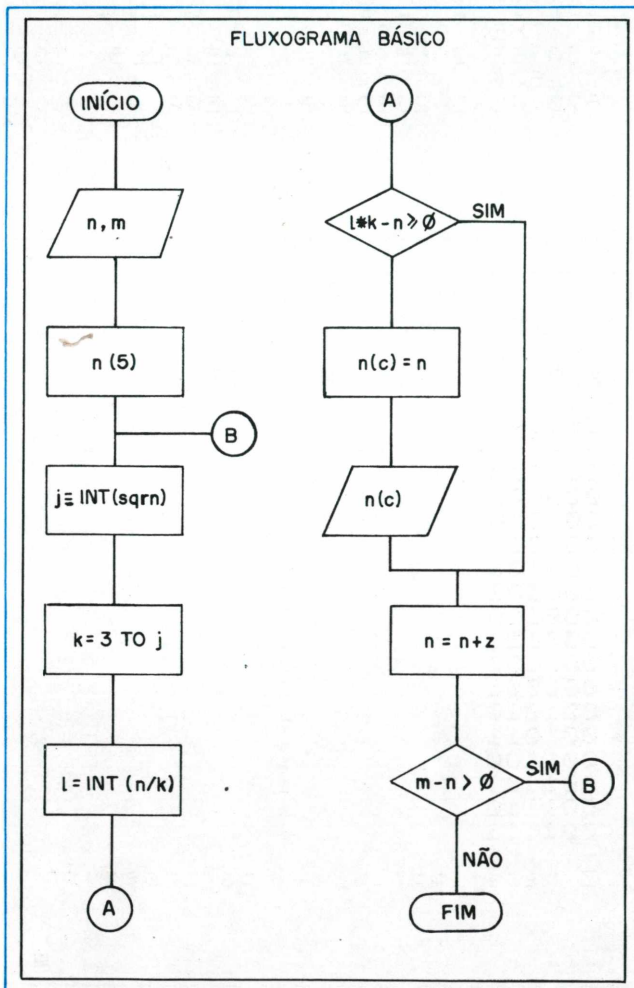 FLUXOGRAMA BÁSICO
INÍCIO
n, m
n (5)
B
j ≡ INT(sqrn)
k = 3 TO j
l = INT (n/k)
A
A
l*k-n ⩾ Ø
SIM
n(c) = n
n(c)
n = n+z
m-n > Ø
SIM
B
NÃO
FIM